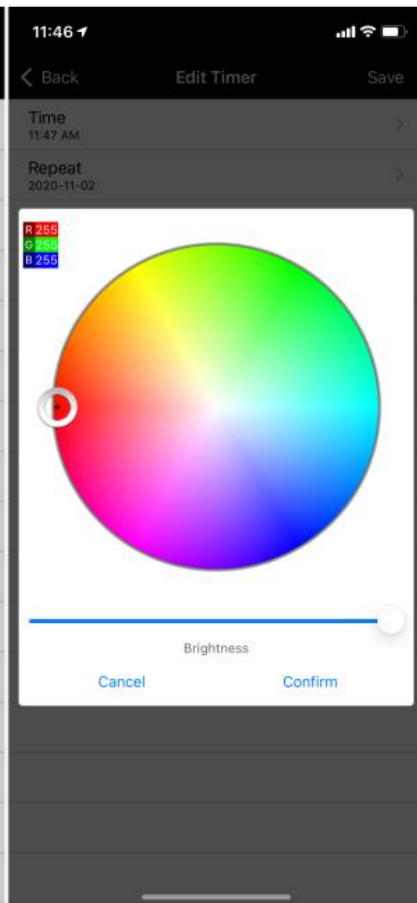 11:46
Back
Edit Timer
Save
Time
11:47 AM
Repeat
2020-11-02
R 255
G 255
B 255
Brightness
Cancel
Confirm